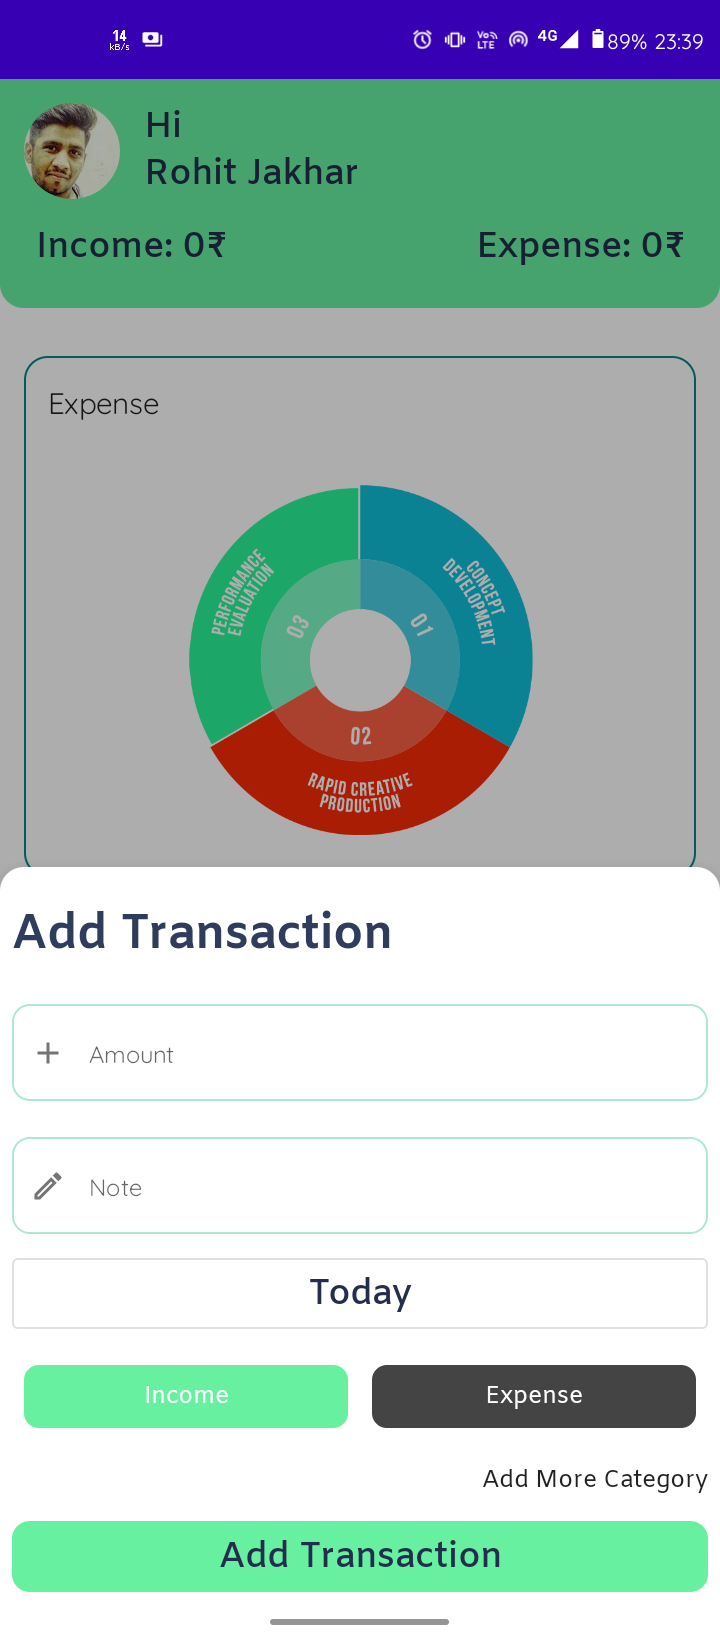 14
kB/s
Vo
LTE
4G
89% 23:39
Hi
Rohit Jakhar
Income: 0₹
Expense: 0₹
Expense
PERFORMANCE
EVALUATION
03
CONCEPT
DEVELOPMENT
01
02
RAPID CREATIVE
PRODUCTION
Add Transaction
Amount
Note
Today
Income
Expense
Add More Category
Add Transaction